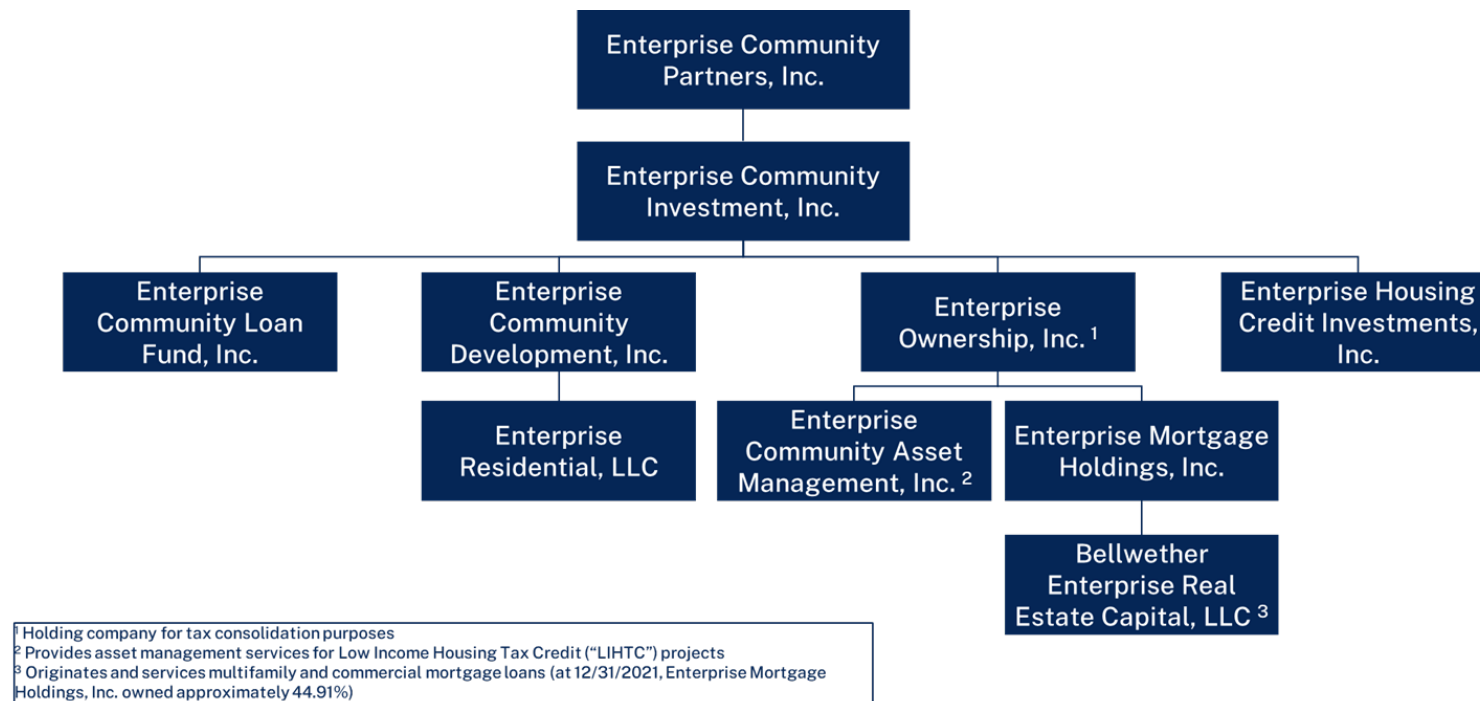 Enterprise Community
Partners, Inc.
Enterprise Community
Investment, Inc.
Enterprise
Community Loan
Fund, Inc.
Enterprise
Community
Development, Inc.
Enterprise
Ownership, Inc. ¹
Enterprise Housing
Credit Investments,
Inc.
Enterprise
Residential, LLC
Enterprise
Community Asset
Management, Inc. ²
Enterprise Mortgage
Holdings, Inc.
Bellwether
Enterprise Real
Estate Capital, LLC ³
¹ Holding company for tax consolidation purposes
² Provides asset management services for Low Income Housing Tax Credit (“LIHTC”) projects
³ Originates and services multifamily and commercial mortgage loans (at 12/31/2021, Enterprise Mortgage
Holdings, Inc. owned approximately 44.91%)